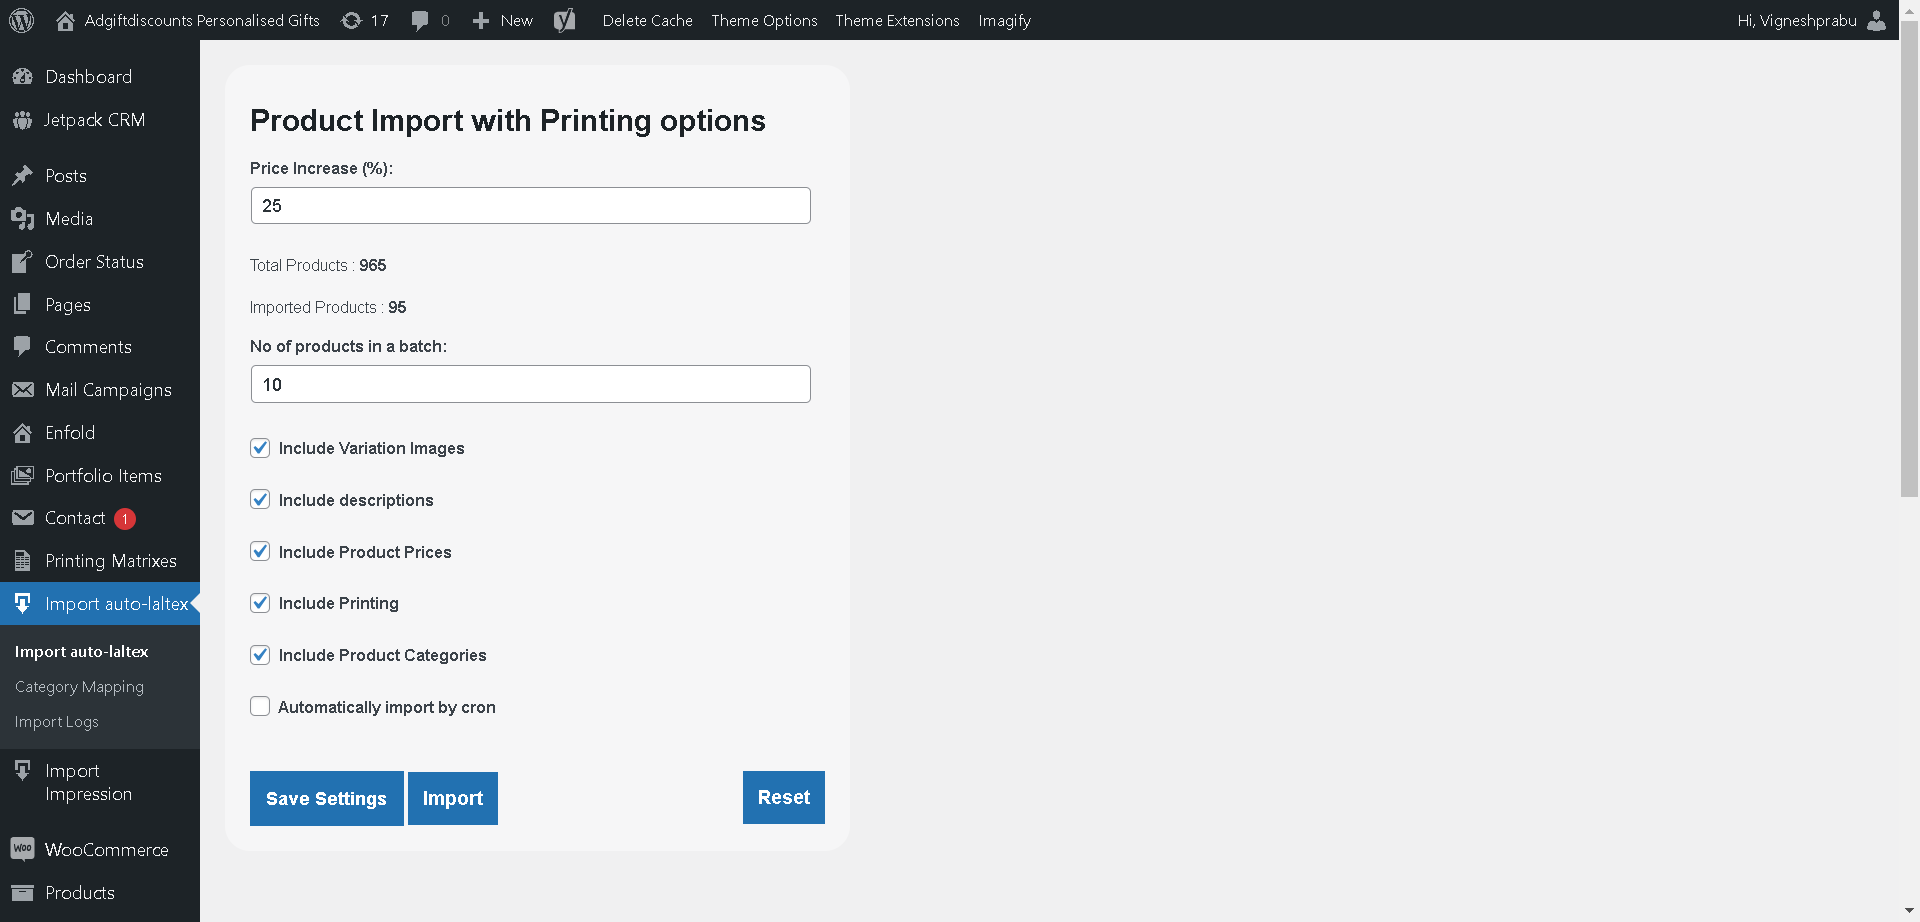 Adgiftdiscounts Personalised Gifts 17 0 New Delete Cache Theme Options Theme Extensions Imagify Hi, Vigneshprabu
Dashboard
Jetpack CRM
Posts
Media
Order Status
Pages
Comments
Mail Campaigns
Enfold
Portfolio Items
Contact 1
Printing Matrixes
Import auto-laltex
Import auto-laltex
Category Mapping
Import Logs
Import
Impression
Woo WooCommerce
Products
Product Import with Printing options
Price Increase (%):
25
Total Products : 965
Imported Products : 95
No of products in a batch:
10
Include Variation Images
Include descriptions
Include Product Prices
Include Printing
Include Product Categories
Automatically import by cron
Save Settings Import Reset